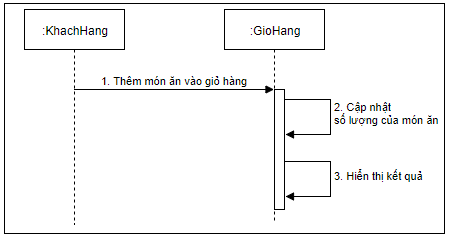 :KhachHang
:GioHang
1. Thêm món ăn vào giỏ hàng
2. Cập nhật
số lượng của món ăn
3. Hiển thị kết quả